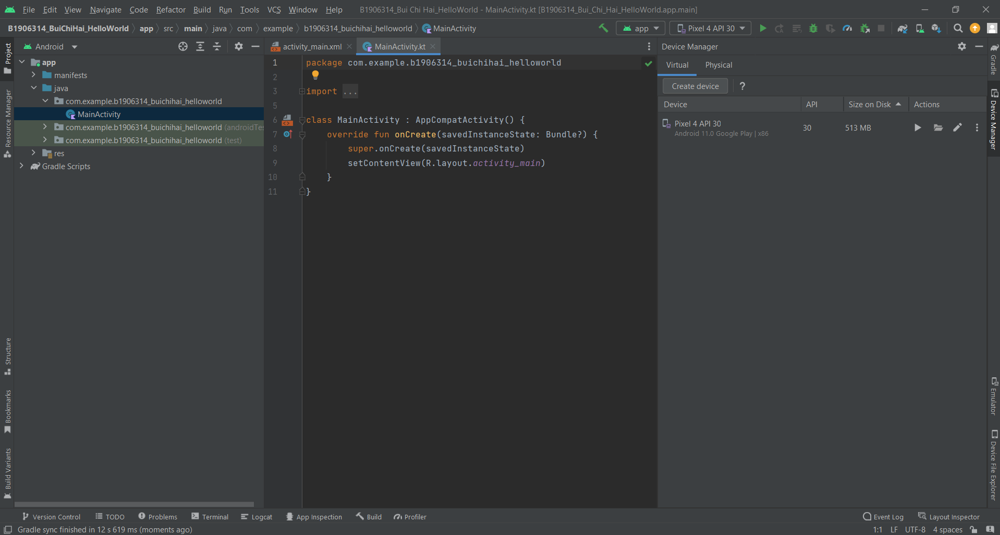 File Edit View Navigate Code Refactor Build Run Tools VCS Window Help B1906314_Bui Chi Hai_HelloWorld - MainActivity.kt [B1906314_Bui_Chi_Hai_HelloWorld.app.main]
B1906314_BuiChiHai_HelloWorld app src main java com example b1906314_buichihai_helloworld MainActivity app Pixel 4 API 30
Project
Resource Manager
Structure
Bookmarks
Build Variants
Android
app
manifests
java
com.example.b1906314_buichihai_helloworld
MainActivity
com.example.b1906314_buichihai_helloworld (androidTes
com.example.b1906314_buichihai_helloworld (test)
res
Gradle Scripts
activity_main.xml MainActivity.kt
1 package com.example.b1906314_buichihai_helloworld
2
3 import ...
5
6 class MainActivity : AppCompatActivity() {
7 override fun onCreate(savedInstanceState: Bundle?) {
8 super.onCreate(savedInstanceState)
9 setContentView(R.layout.activity_main)
10 }
11 }
Device Manager
Virtual Physical
Create device ?
Device API Size on Disk Actions
Pixel 4 API 30 30 513 MB
Android 11.0 Google Play | x86
Gradle
Device Manager
Emulator
Device File Explorer
Version Control TODO Problems Terminal Logcat App Inspection Build Profiler Event Log Layout Inspector
Gradle sync finished in 12 s 619 ms (moments ago) 1:1 LF UTF-8 4 spaces